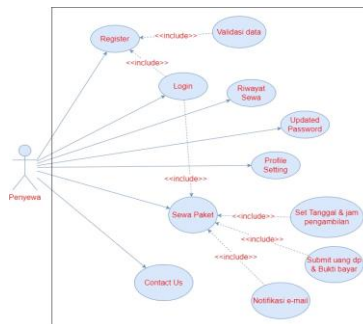 Register
<<include>>
Validasi data
<<include>>
Login
Riwayat
Sewa
Updated
Password
Penyewa
Profile
Setting
<<include>>
Sewa Paket
<<include>>
Set Tanggal & jam
pengambilan
<<include>>
Submit uang dp
& Bukti bayar
<<include>>
Contact Us
Notifikasi e-mail